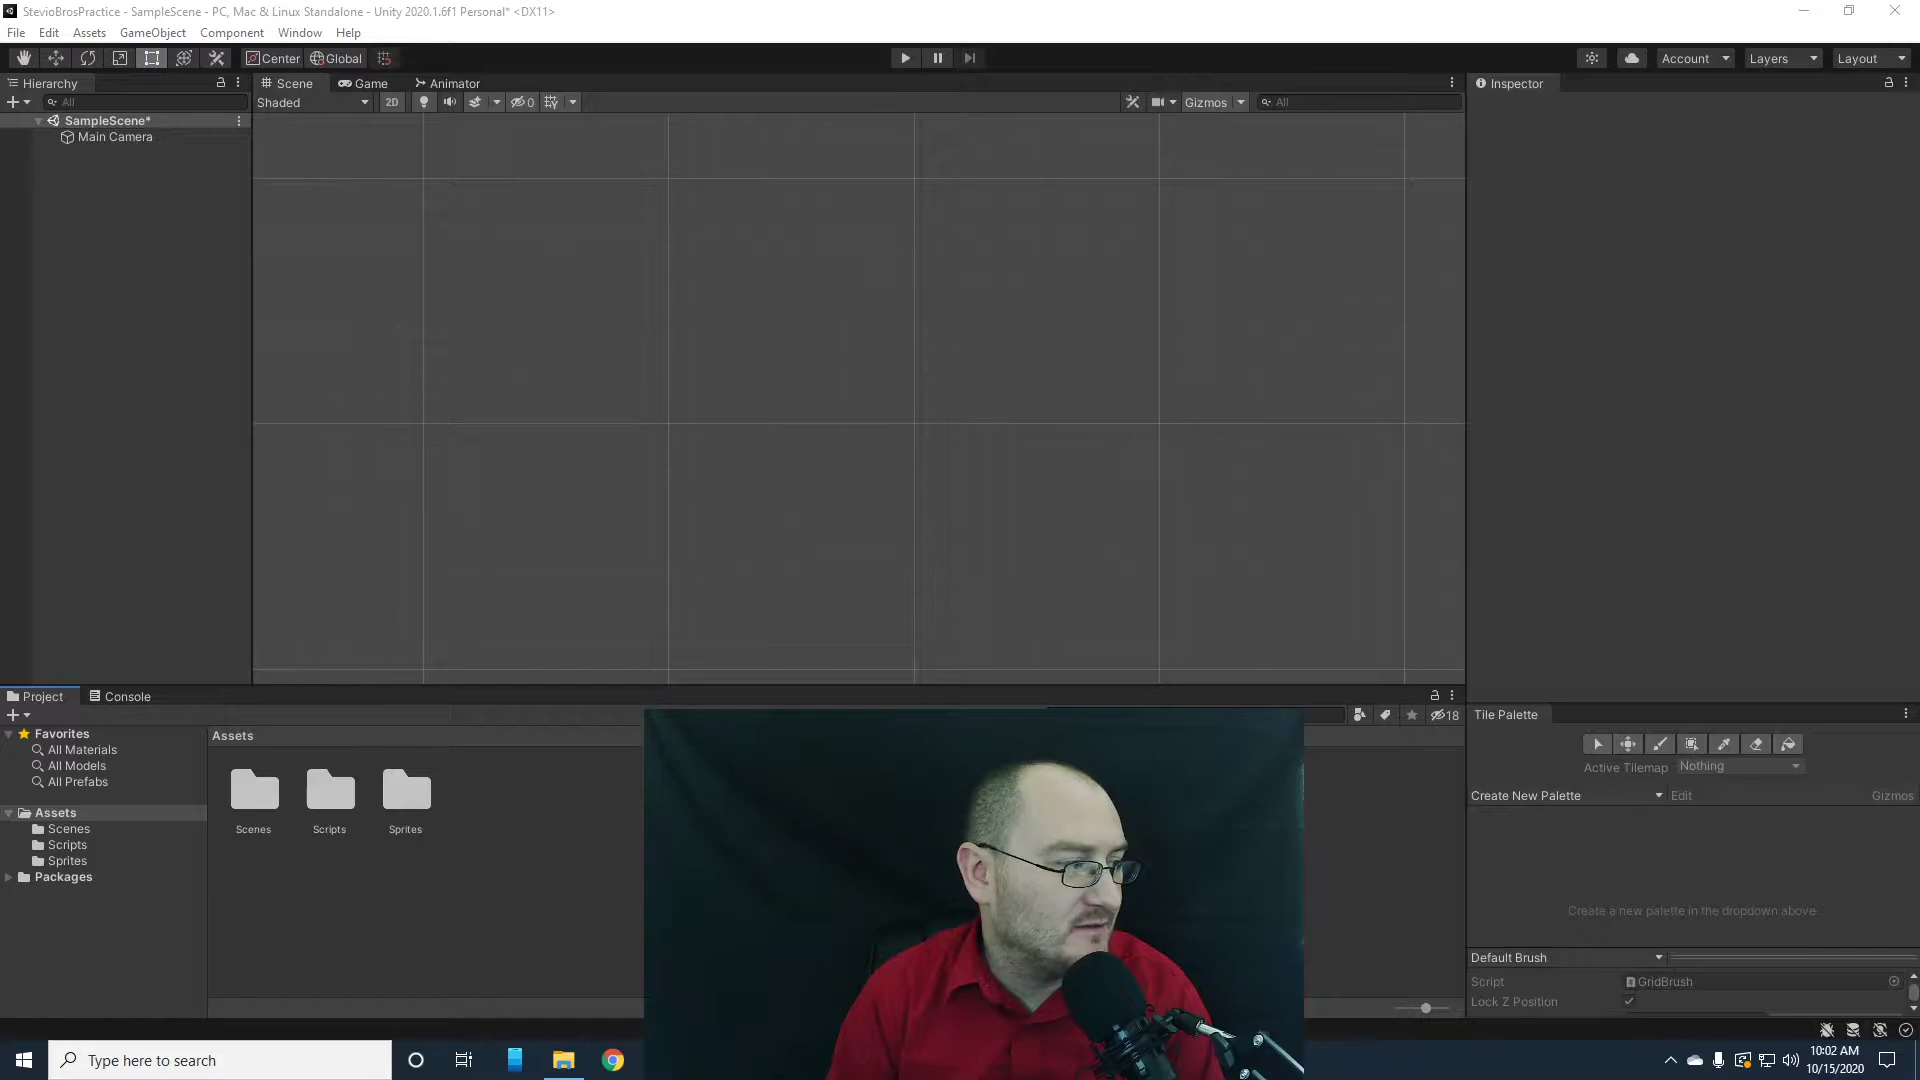 StevioBrosPractice - SampleScene - PC, Mac & Linux Standalone - Unity 2020.1.6f1 Personal* <DX11>
File Edit Assets GameObject Component Window Help
Center Global Account Layers Layout
Hierarchy Scene Game Animator Inspector
All Shaded 2D 0 Gizmos All
SampleScene*
Main Camera
Project Console
18
Favorites
All Materials
All Models
All Prefabs
Assets
Scenes
Scripts
Sprites
Packages
Assets
Scenes Scripts Sprites
Tile Palette
Active Tilemap Nothing
Create New Palette Edit Gizmos
Create a new palette in the dropdown above.
Default Brush
Script GridBrush
Lock Z Position
Type here to search
10:02 AM
10/15/2020